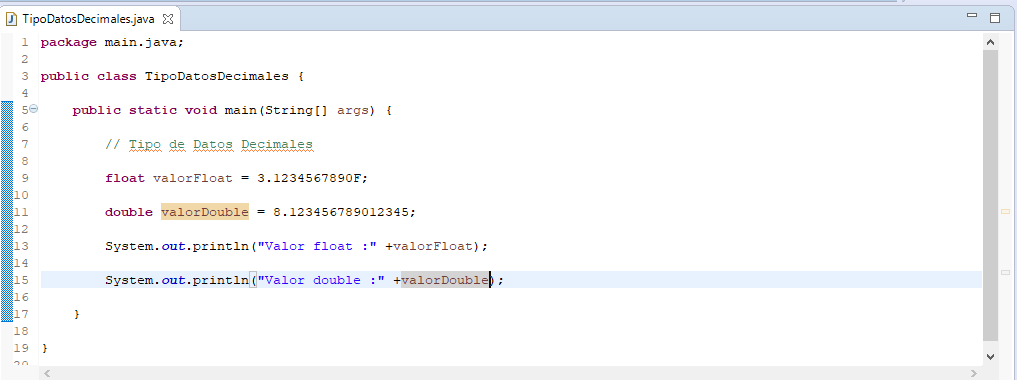 TipoDatosDecimales.java
1 package main.java;
2
3 public class TipoDatosDecimales {
4
5 public static void main(String[] args) {
6
7 // Tipo de Datos Decimales
8
9 float valorFloat = 3.1234567890F;
10
11 double valorDouble = 8.123456789012345;
12
13 System.out.println("Valor float :" +valorFloat);
14
15 System.out.println("Valor double :" +valorDouble);
16
17 }
18
19 }
20